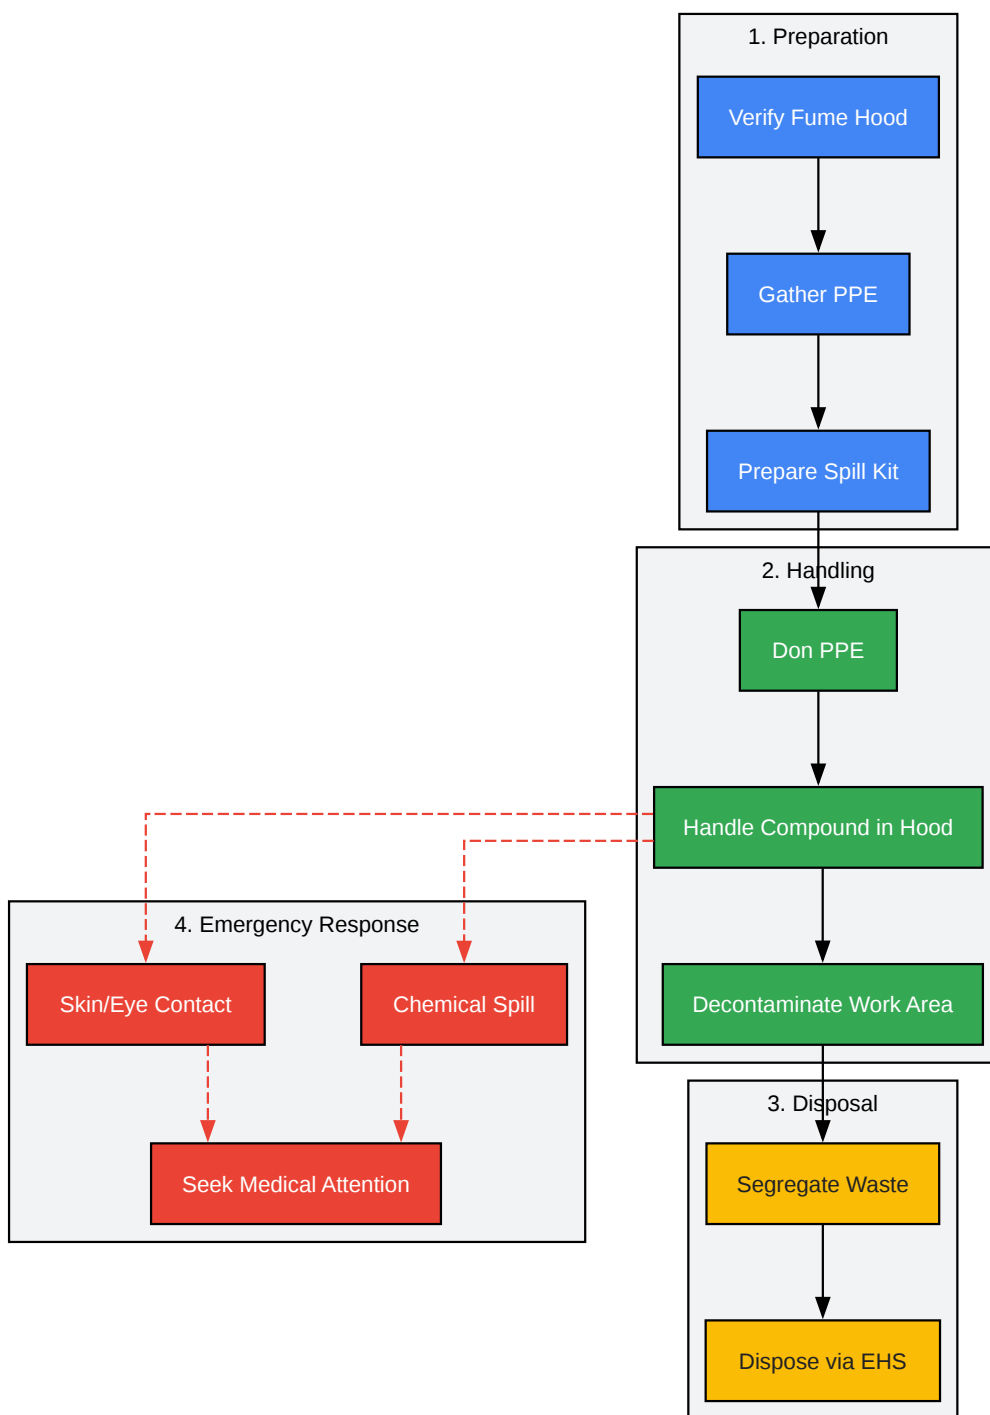 1. Preparation
Verify Fume Hood
Gather PPE
Prepare Spill Kit
2. Handling
Don PPE
Handle Compound in Hood
Decontaminate Work Area
3. Disposal
Segregate Waste
Dispose via EHS
4. Emergency Response
Skin/Eye Contact
Chemical Spill
Seek Medical Attention